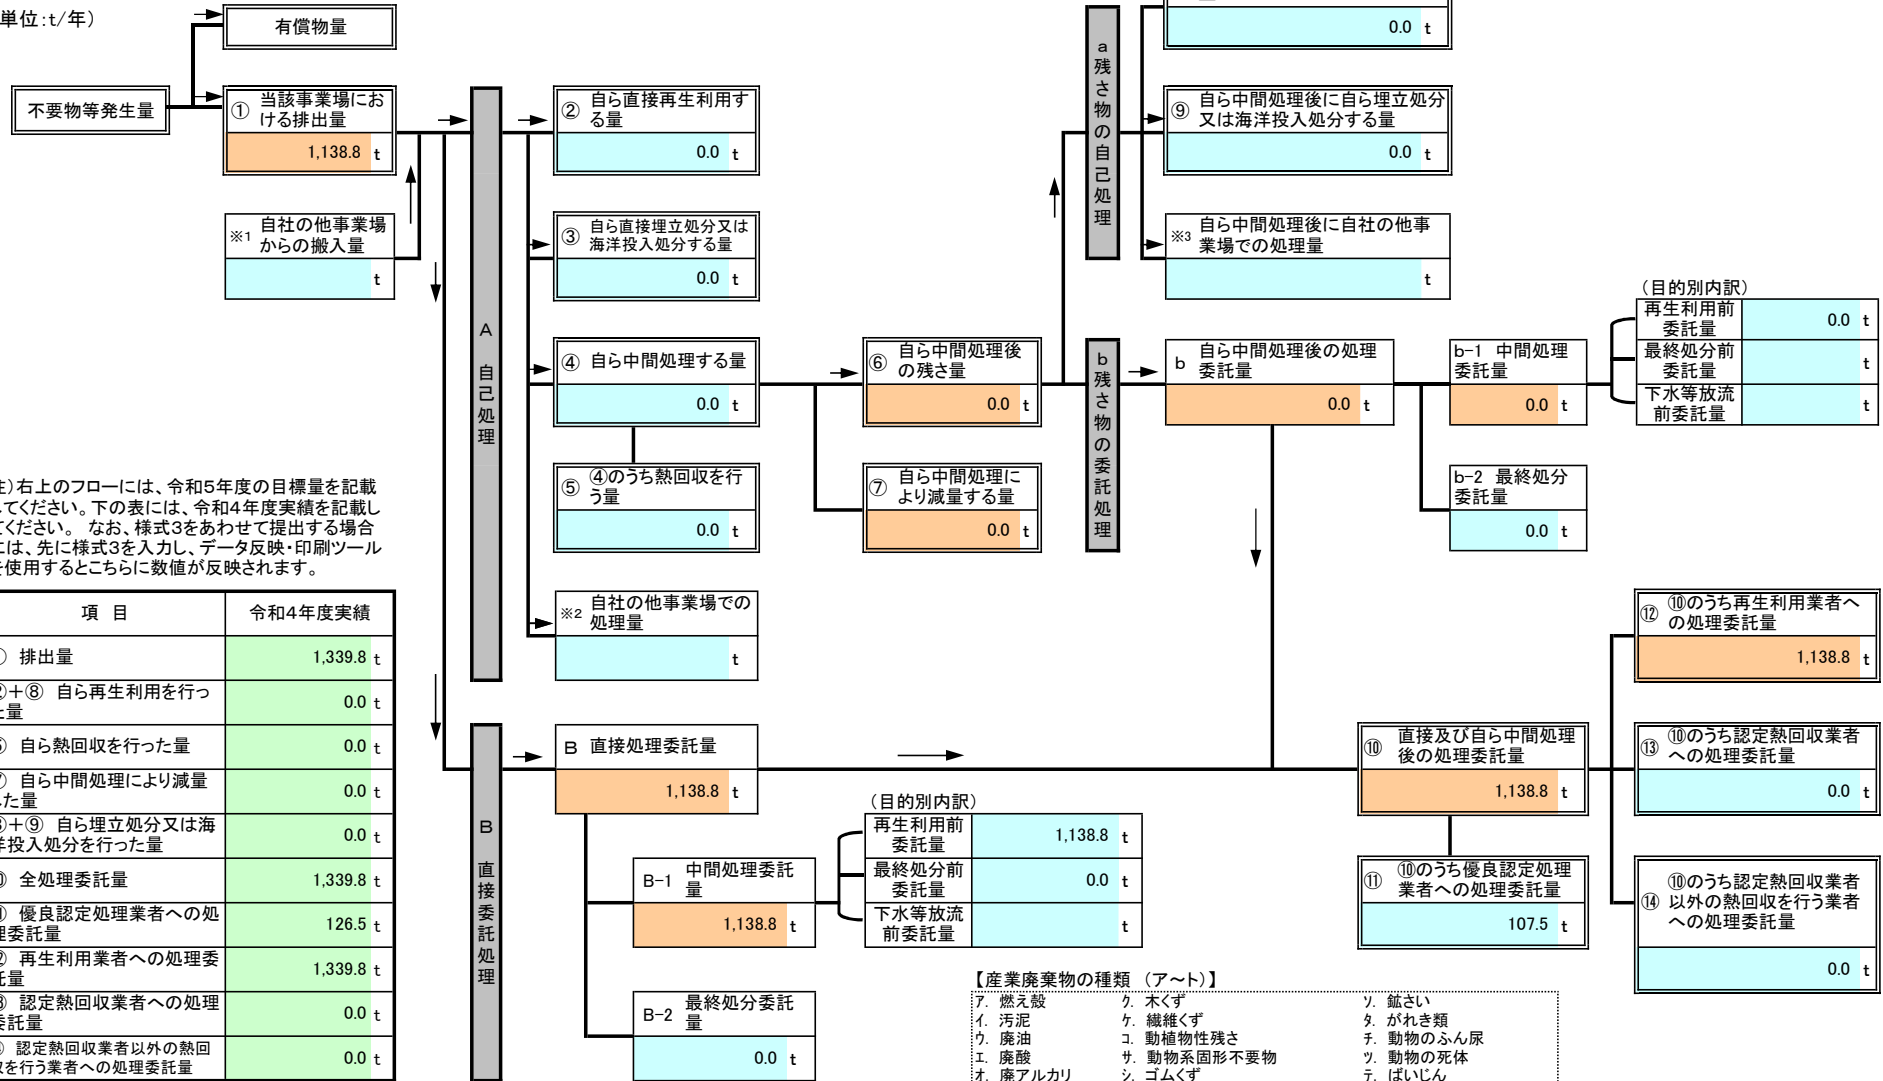 単位:t/年)
有償物量
不要物等発生量
① 当該事業場にお
ける排出量
1,138.8 t
※1 自社の他事業場
からの搬入量
t
A 自己処理
② 自ら直接再生利用す
る量
0.0 t
③ 自ら直接埋立処分又は
海洋投入処分する量
0.0 t
④ 自ら中間処理する量
0.0 t
⑤ ④のうち熱回収を行
う量
0.0 t
※2 自社の他事業場での
処理量
t
⑥ 自ら中間処理後
の残さ量
0.0 t
⑦ 自ら中間処理に
より減量する量
0.0 t
a 残さ物の自己処理
0.0 t
⑨ 自ら中間処理後に自ら埋立処分
又は海洋投入処分する量
0.0 t
※3 自ら中間処理後に自社の他事
業場での処理量
t
b 残さ物の委託処理
b 自ら中間処理後の処理
委託量
0.0 t
b-1 中間処理
委託量
0.0 t
b-2 最終処分
委託量
0.0 t
(目的別内訳)
再生利用前
委託量
0.0 t
最終処分前
委託量
t
下水等放流
前委託量
t
注)右上のフローには、令和5年度の目標量を記載
してください。下の表には、令和4年度実績を記載し
てください。 なお、様式3をあわせて提出する場合
には、先に様式3を入力し、データ反映・印刷ツール
を使用するとこちらに数値が反映されます。
項 目 令和4年度実績
① 排出量 1,339.8 t
②+⑧ 自ら再生利用を行っ
た量 0.0 t
⑤ 自ら熱回収を行った量 0.0 t
⑦ 自ら中間処理により減量
した量 0.0 t
③+⑨ 自ら埋立処分又は海
洋投入処分を行った量 0.0 t
⑩ 全処理委託量 1,339.8 t
⑪ 優良認定処理業者への処
理委託量 126.5 t
⑫ 再生利用業者への処理委
託量 1,339.8 t
⑬ 認定熱回収業者への処理
委託量 0.0 t
⑭ 認定熱回収業者以外の熱回
収を行う業者への処理委託量 0.0 t
B 直接委託処理
B 直接処理委託量
1,138.8 t
B-1 中間処理委託
量
1,138.8 t
B-2 最終処分委託
量
0.0 t
(目的別内訳)
再生利用前
委託量
1,138.8 t
最終処分前
委託量
0.0 t
下水等放流
前委託量
t
⑩ 直接及び自ら中間処理
後の処理委託量
1,138.8 t
⑪ ⑩のうち優良認定処理
業者への処理委託量
107.5 t
⑫ ⑩のうち再生利用業者へ
の処理委託量
1,138.8 t
⑬ ⑩のうち認定熱回収業者
への処理委託量
0.0 t
⑭ ⑩のうち認定熱回収業者
以外の熱回収を行う業者
への処理委託量
0.0 t
【産業廃棄物の種類 (ア~ト)】
ア. 燃え殻 ク. 木くず ソ. 鉱さい
イ. 汚泥 ケ. 繊維くず タ. がれき類
ウ. 廃油 コ. 動植物性残さ チ. 動物のふん尿
エ. 廃酸 サ. 動物系固形不要物 ツ. 動物の死体
オ. 廃アルカリ シ. ゴムくず テ. ばいじん